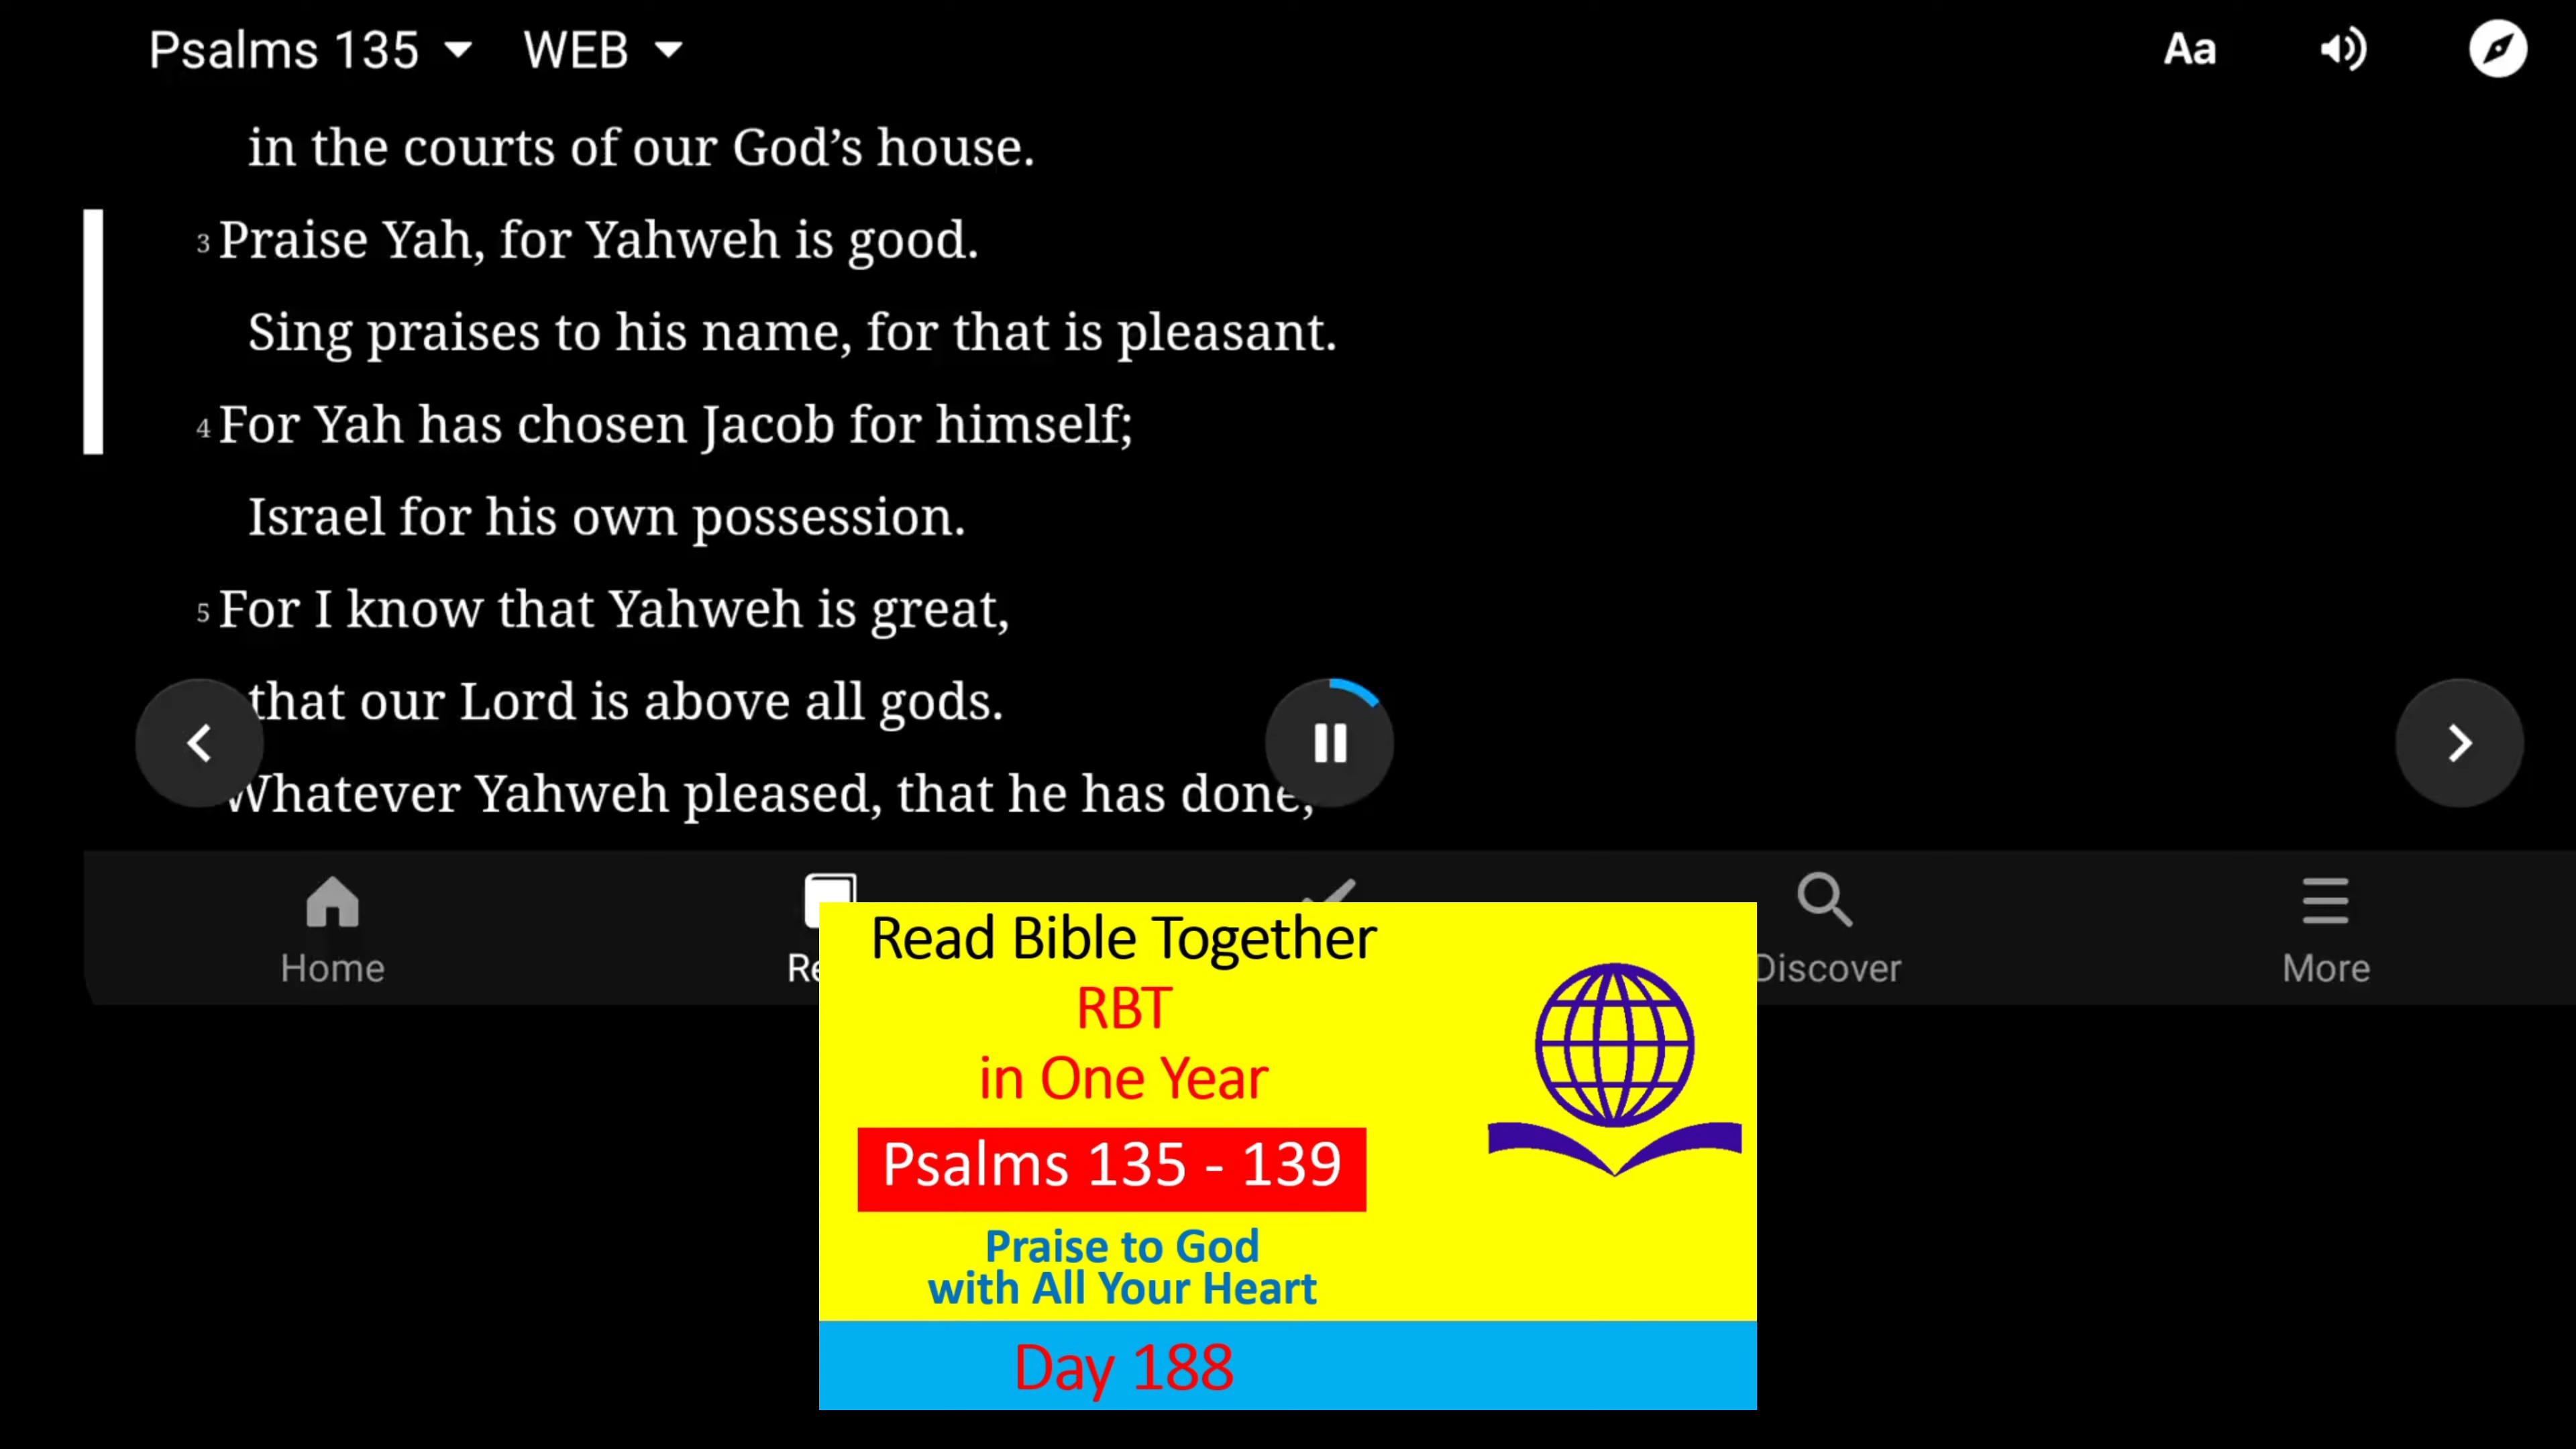 Psalms 135 WEB Aa
in the courts of our God’s house.
3 Praise Yah, for Yahweh is good.
Sing praises to his name, for that is pleasant.
4 For Yah has chosen Jacob for himself;
Israel for his own possession.
5 For I know that Yahweh is great,
that our Lord is above all gods.
Whatever Yahweh pleased, that he has done,
Home Discover More
Read Bible Together
RBT
in One Year
Psalms 135 - 139
Praise to God
with All Your Heart
Day 188